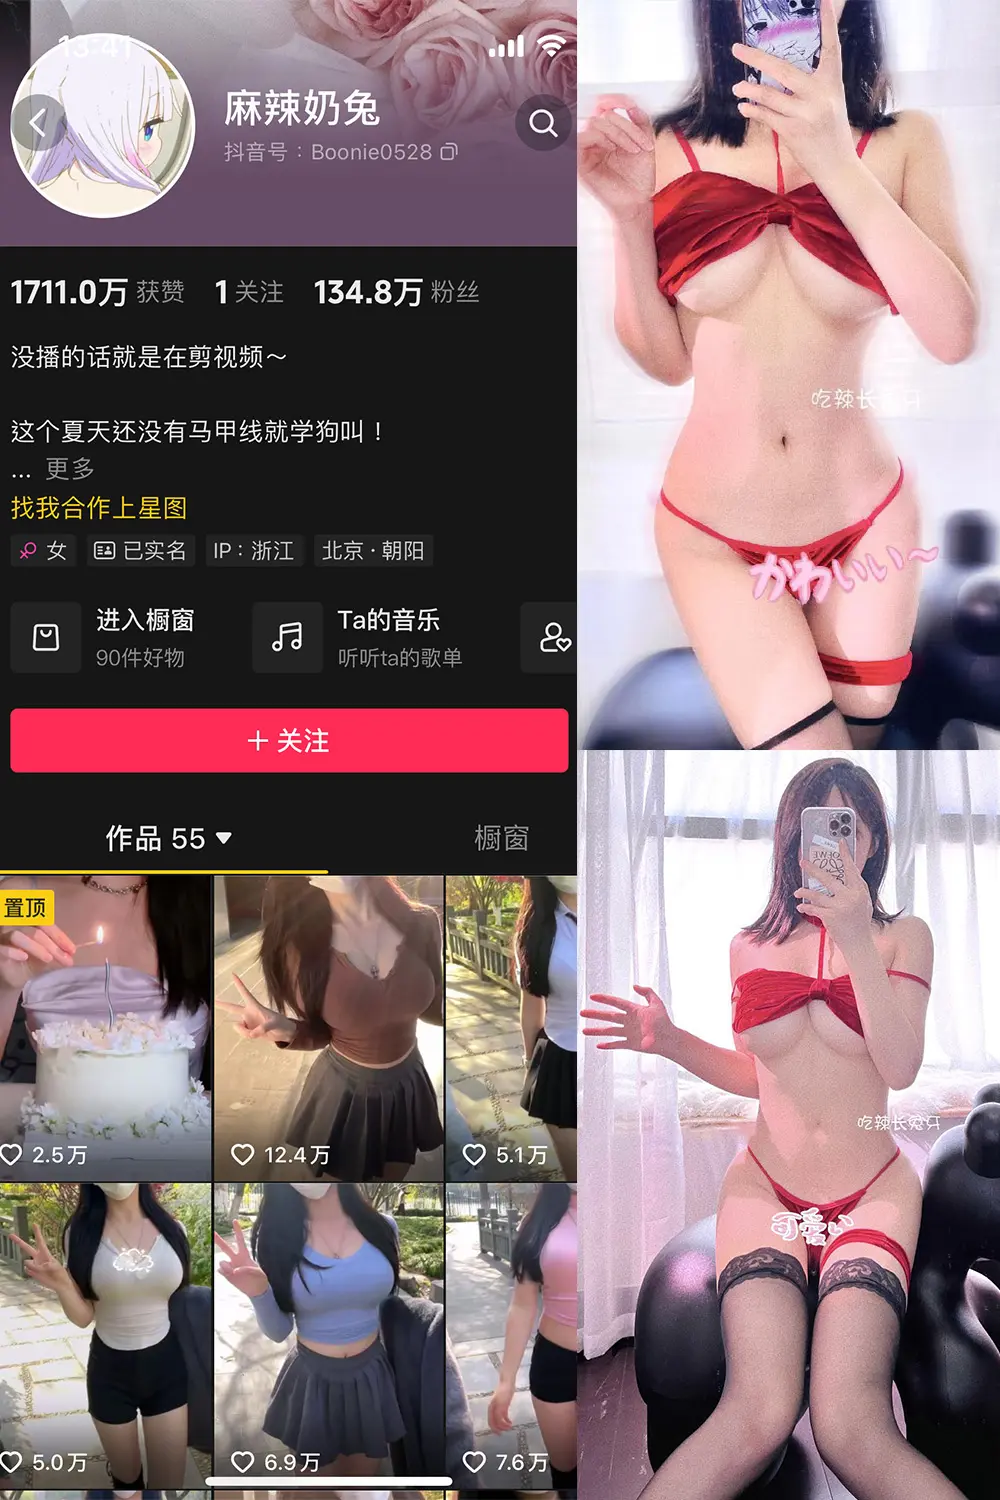 13:41
麻辣奶兔
抖音号：Boonie0528
1711.0万 获赞 1 关注 134.8万 粉丝
没播的话就是在剪视频～
这个夏天还没有马甲线就学狗叫！
... 更多
找我合作上星图
女 已实名 IP：浙江 北京·朝阳
进入橱窗
90件好物
Ta的音乐
听听ta的歌单
＋关注
作品 55
橱窗
置顶
2.5万
12.4万
5.1万
5.0万
6.9万
7.6万
吃辣长兔牙
かわいい～
吃辣长兔牙
可爱い